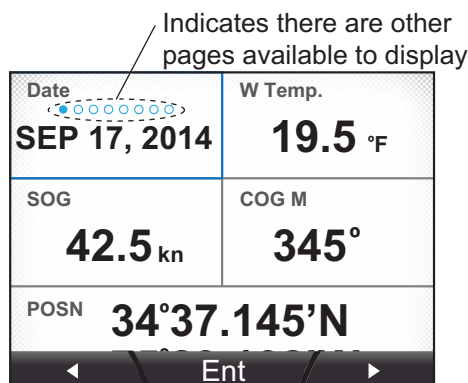 Indicates there are other
pages available to display
Date
SEP 17, 2014
W Temp.
19.5 °F
SOG
42.5 kn
COG M
345°
POSN
34°37.145’N
Ent